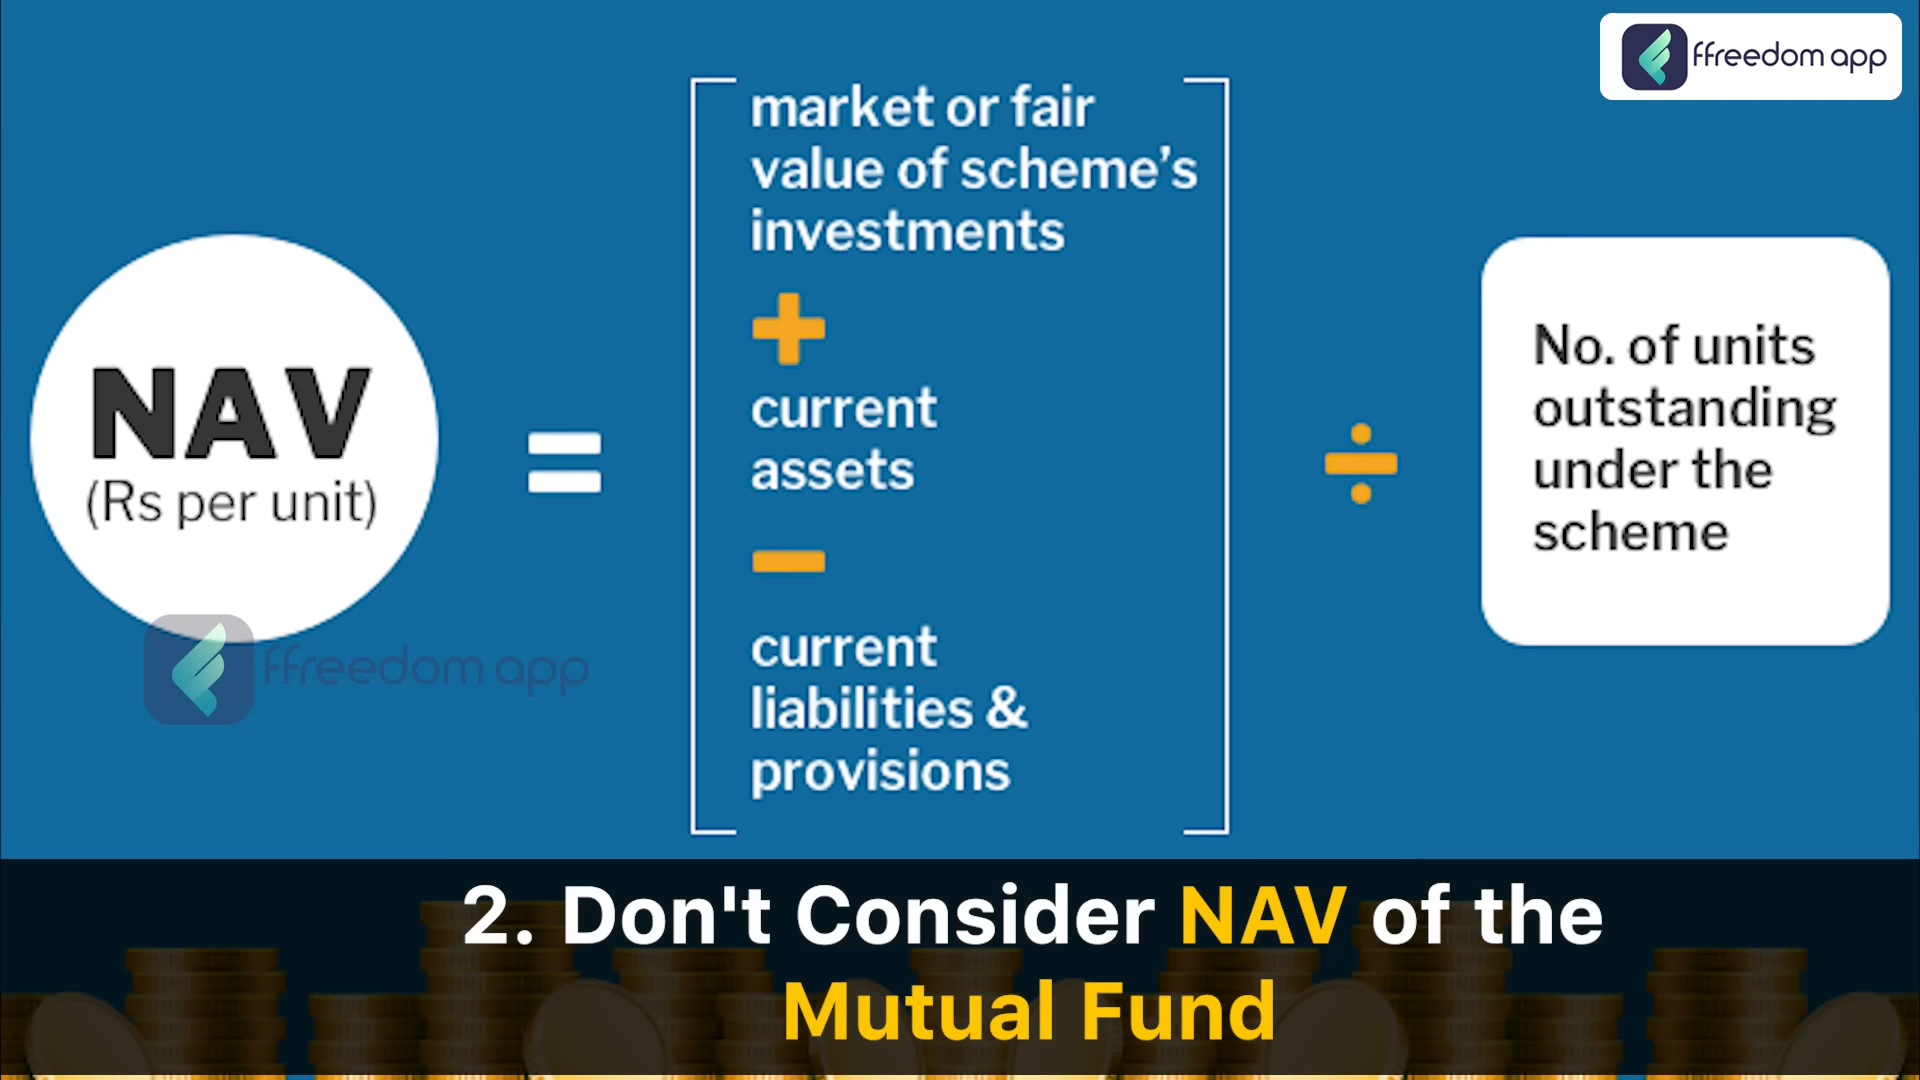 ffreedom app
market or fair
value of scheme’s
investments
+
current
assets
−
current
liabilities &
provisions
NAV
(Rs per unit)
=
÷
No. of units
outstanding
under the
scheme
ffreedom app
2. Don't Consider NAV of the
Mutual Fund